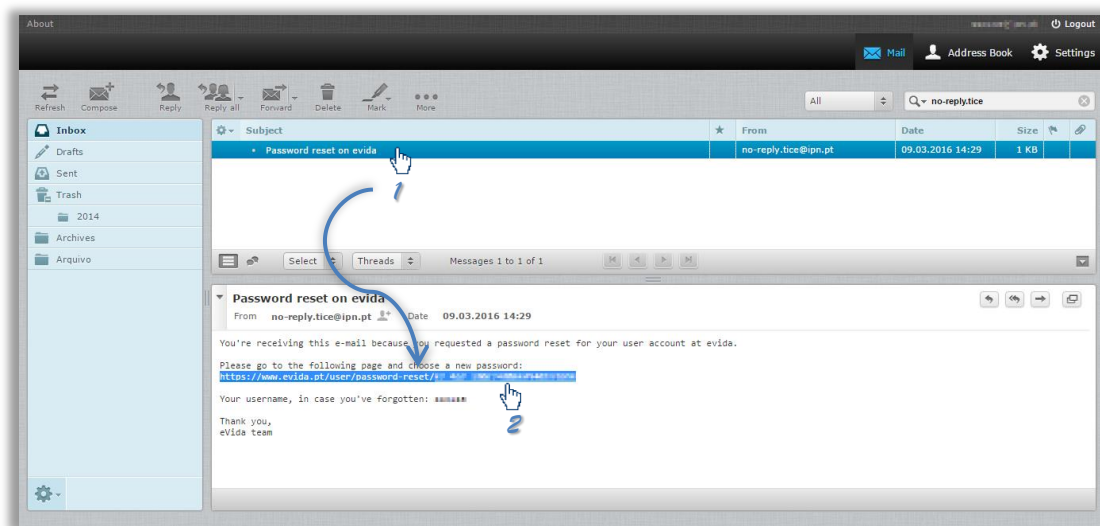 About
Logout
Mail Address Book Settings
Refresh Compose Reply Reply all Forward Delete Mark More
All no-reply.tice
Inbox
Drafts
Sent
Trash
2014
Archives
Arquivo
Subject From Date Size
Password reset on evida no-reply.tice@ipn.pt 09.03.2016 14:29 1 KB
1
Select Threads Messages 1 to 1 of 1
Password reset on evida
From no-reply.tice@ipn.pt Date 09.03.2016 14:29
You're receiving this e-mail because you requested a password reset for your user account at evida.
Please go to the following page and choose a new password:
https://www.evida.pt/user/password-reset/
Your username, in case you've forgotten:
2
Thank you,
eVida team